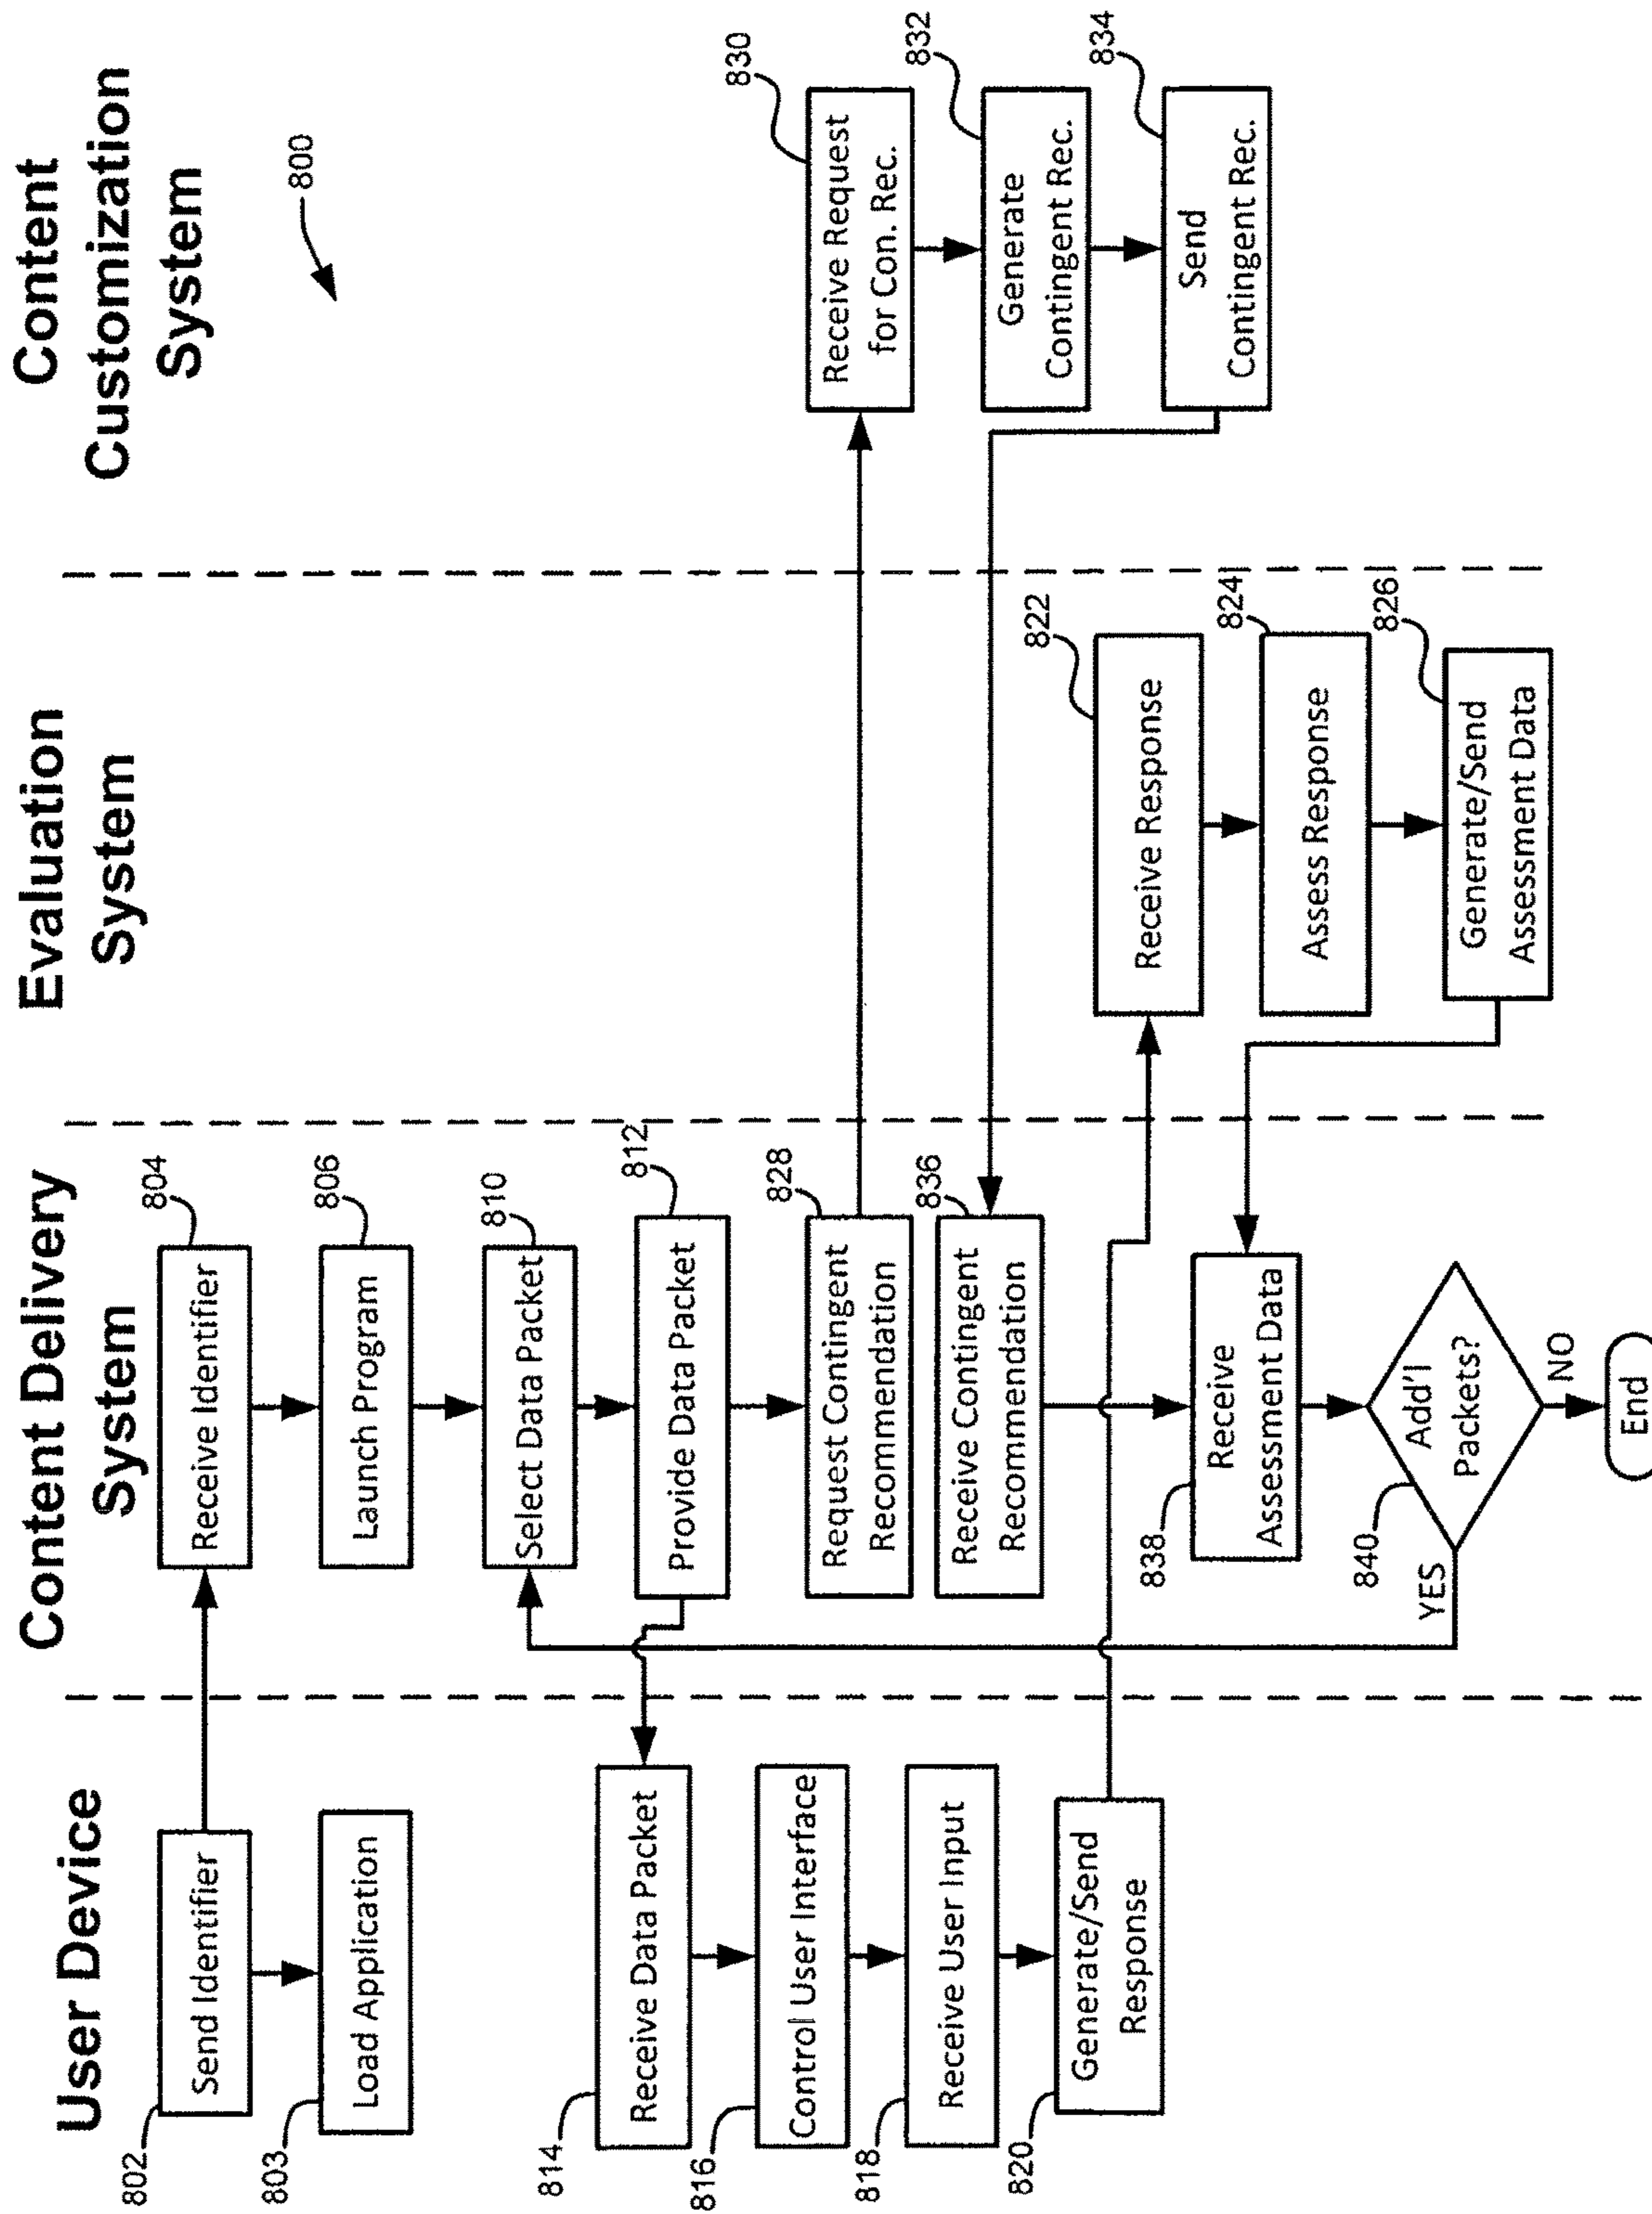 User Device
Content Delivery
System
Evaluation
System
Content
Customization
System
800
802
Send Identifier
803
Load Application
804
Receive Identifier
806
Launch Program
810
Select Data Packet
812
Provide Data Packet
814
Receive Data Packet
816
Control User Interface
818
Receive User Input
820
Generate/Send
Response
828
Request Contingent
Recommendation
830
Receive Request
for Con. Rec.
832
Generate
Contingent Rec.
834
Send
Contingent Rec.
836
Receive Contingent
Recommendation
822
Receive Response
824
Assess Response
826
Generate/Send
Assessment Data
838
Receive
Assessment Data
840
Add'l
Packets?
YES
NO
End